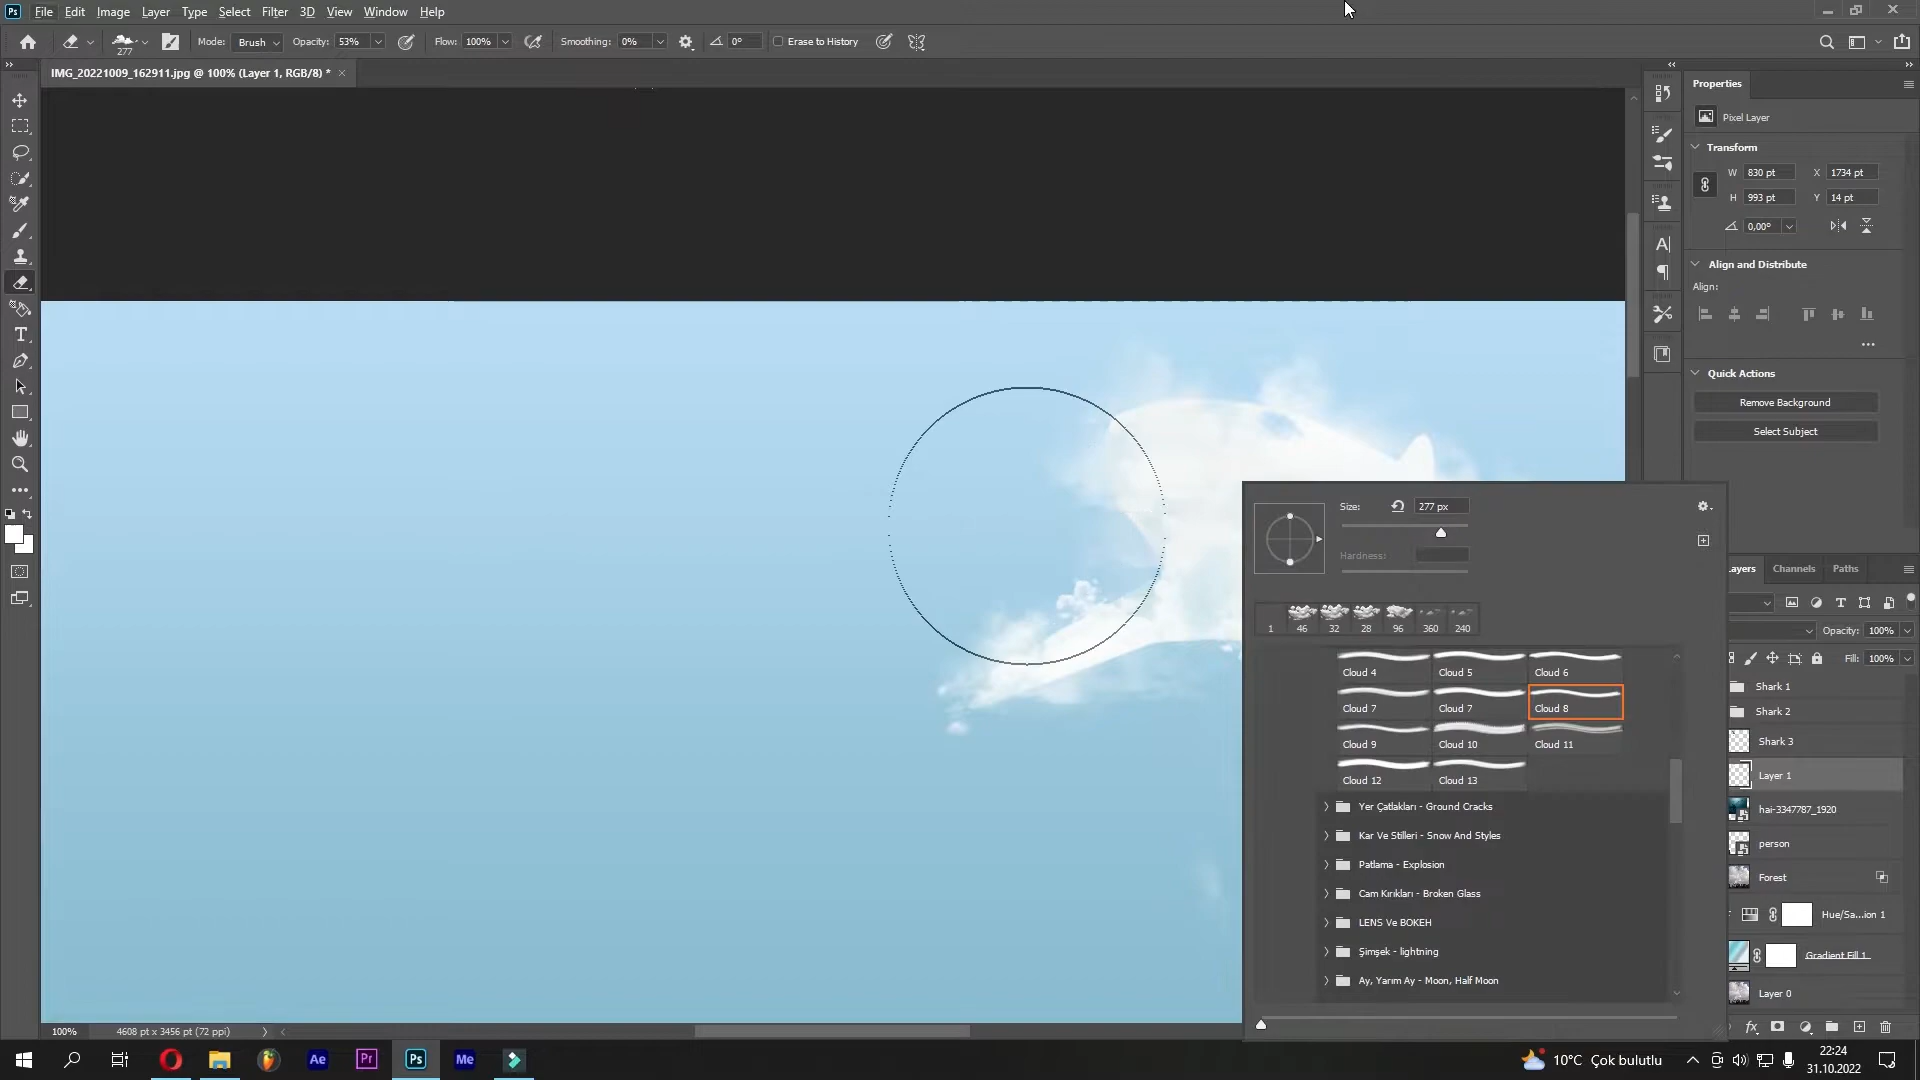 Ps File Edit Image Layer Type Select Filter 3D View Window Help
277 Mode: Brush Opacity: 53% Flow: 100% Smoothing: 0% 0° Erase to History
IMG_20221009_162911.jpg @ 100% (Layer 1, RGB/8) *
Properties
Pixel Layer
Transform
W 830 pt X 1734 pt
H 993 pt Y 14 pt
0,00°
Align and Distribute
Align:
Quick Actions
Remove Background
Select Subject
Size: 277 px
Hardness:
1 46 32 28 96 360 240
Cloud 4 Cloud 5 Cloud 6
Cloud 7 Cloud 7 Cloud 8
Cloud 9 Cloud 10 Cloud 11
Cloud 12 Cloud 13
Yer Çatlakları - Ground Cracks
Kar Ve Stilleri - Snow And Styles
Patlama - Explosion
Cam Kırıkları - Broken Glass
LENS Ve BOKEH
Şimşek - lightning
Ay, Yarım Ay - Moon, Half Moon
ayers Channels Paths
Opacity: 100%
Fill: 100%
Shark 1
Shark 2
Shark 3
Layer 1
hai-3347787_1920
person
Forest
Hue/Sa...ion 1
Gradient Fill 1
Layer 0
fx
100% 4608 pt x 3456 pt (72 ppi)
Ae Pr Ps Me
10°C Çok bulutlu
22:24
31.10.2022